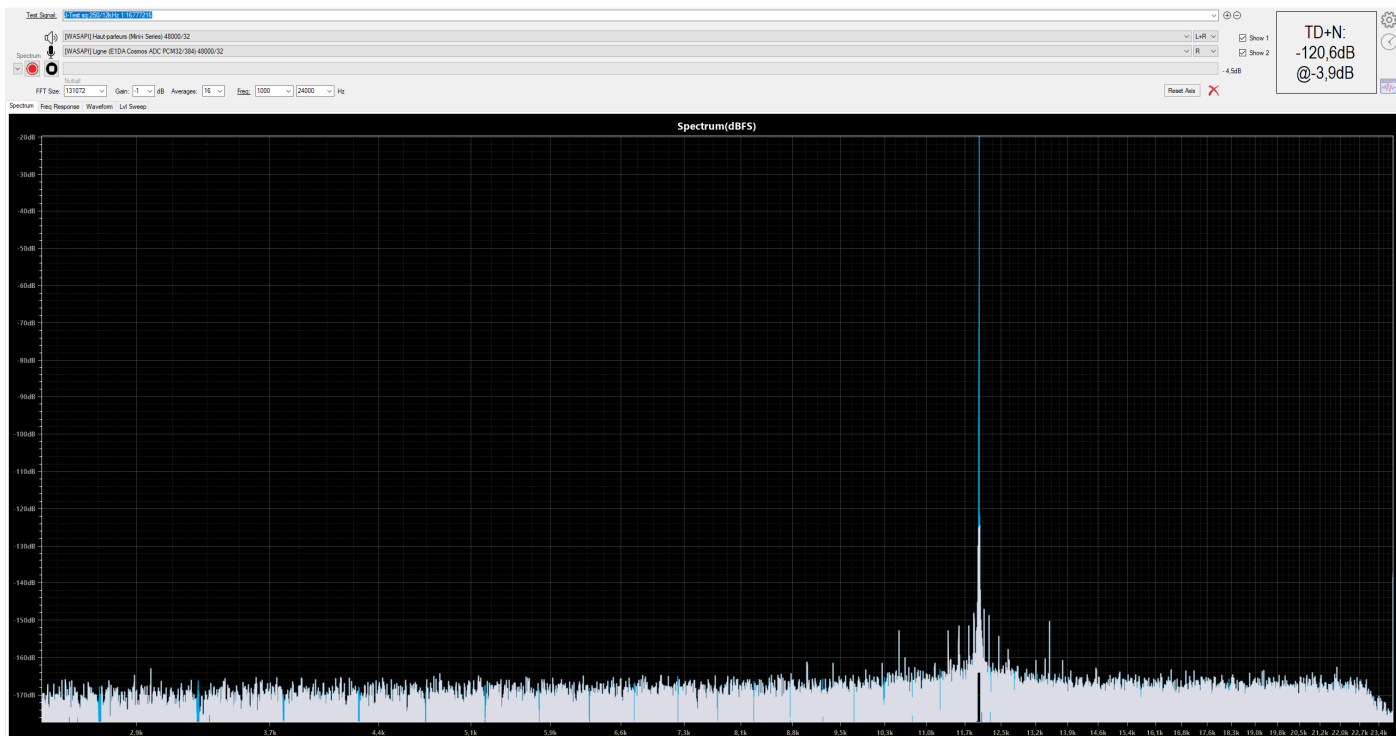 Test Signal: J-Test sq:250/12kHz 1:16777216
[WASAPI] Haut-parleurs (Mini-i Series) 48000/32 L+R Show 1
Spectrum [WASAPI] Ligne (E1DA Cosmos ADC PCM32/384) 48000/32 R Show 2
TD+N:
-120,6dB
@-3,9dB
- 4,5dB
Nuttall
FFT Size: 131072 Gain: -1 dB Averages: 16 Freq: 1000 24000 Hz Reset Axis
Spectrum Freq Response Waveform Lvl Sweep
Spectrum(dBFS)
-20dB
-30dB
-40dB
-50dB
-60dB
-70dB
-80dB
-90dB
-100dB
-110dB
-120dB
-130dB
-140dB
-150dB
-160dB
-170dB
2,9k 3,7k 4,4k 5,1k 5,9k 6,6k 7,3k 8,1k 8,8k 9,5k 10,3k 11,0k 11,7k 12,5k 13,2k 13,9k 14,6k 15,4k 16,1k 16,8k 17,6k 18,3k 19,0k 19,8k 20,5k 21,2k 22,0k 22,7k 23,4k